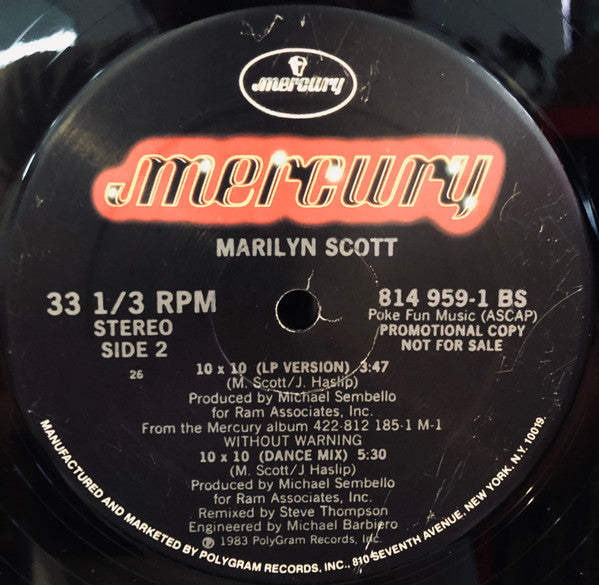 mercury
mercury
MARILYN SCOTT
33 1/3 RPM
STEREO
SIDE 2
26
814 959-1 BS
Poke Fun Music (ASCAP)
PROMOTIONAL COPY
NOT FOR SALE
10 x 10 (LP VERSION) 3:47
(M. Scott/J. Haslip)
Produced by Michael Sembello
for Ram Associates, Inc.
From the Mercury album 422-812 185-1 M-1
WITHOUT WARNING
10 x 10 (DANCE MIX) 5:30
(M. Scott/J Haslip)
Produced by Michael Sembello
for Ram Associates, Inc.
Remixed by Steve Thompson
Engineered by Michael Barbiero
℗ 1983 PolyGram Records, Inc.
MANUFACTURED AND MARKETED BY POLYGRAM RECORDS, INC., 810 SEVENTH AVENUE, NEW YORK, N.Y. 10019.